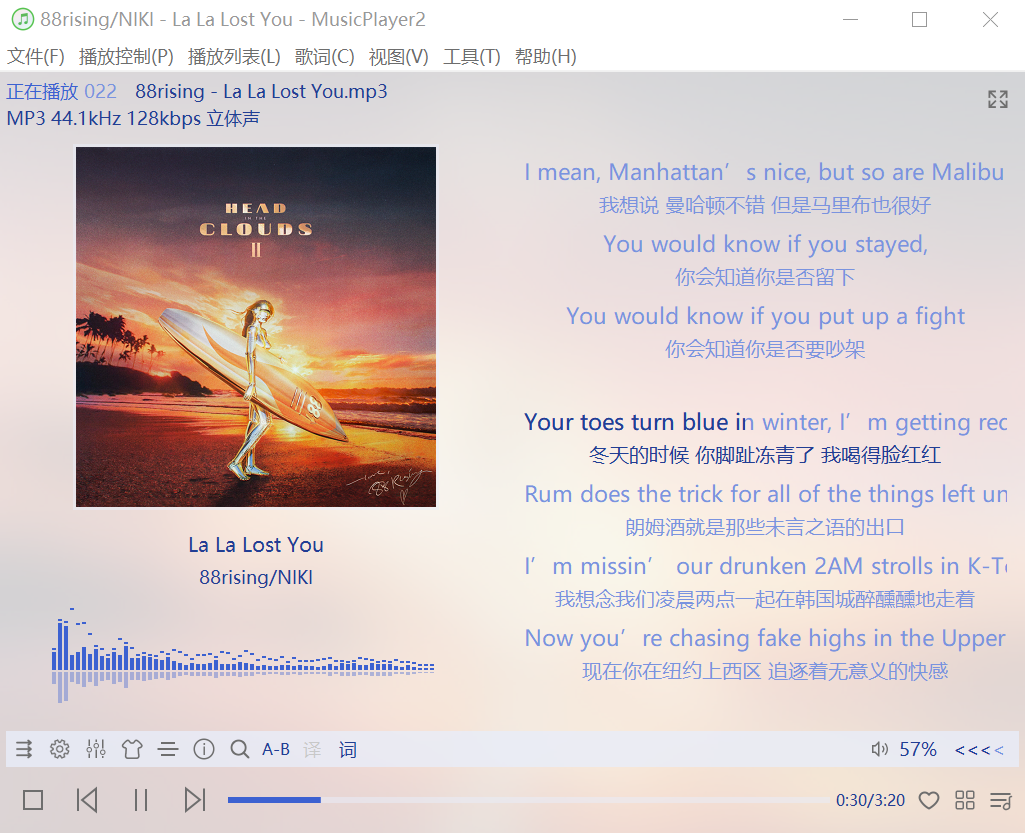 88rising/NIKI - La La Lost You - MusicPlayer2
文件(F) 播放控制(P) 播放列表(L) 歌词(C) 视图(V) 工具(T) 帮助(H)
正在播放 022 88rising - La La Lost You.mp3
MP3 44.1kHz 128kbps 立体声
HEAD
IN THE
CLOUDS
II
88
88 Rising
La La Lost You
88rising/NIKI
I mean, Manhattan’s nice, but so are Malibu
我想说 曼哈顿不错 但是马里布也很好
You would know if you stayed,
你会知道你是否留下
You would know if you put up a fight
你会知道你是否要吵架
Your toes turn blue in winter, I’m getting rec
冬天的时候 你脚趾冻青了 我喝得脸红红
Rum does the trick for all of the things left un
朗姆酒就是那些未言之语的出口
I’m missin’ our drunken 2AM strolls in K-T
我想念我们凌晨两点一起在韩国城醉醺醺地走着
Now you’re chasing fake highs in the Upper
现在你在纽约上西区 追逐着无意义的快感
A-B 译 词
57% <<<<
0:30/3:20